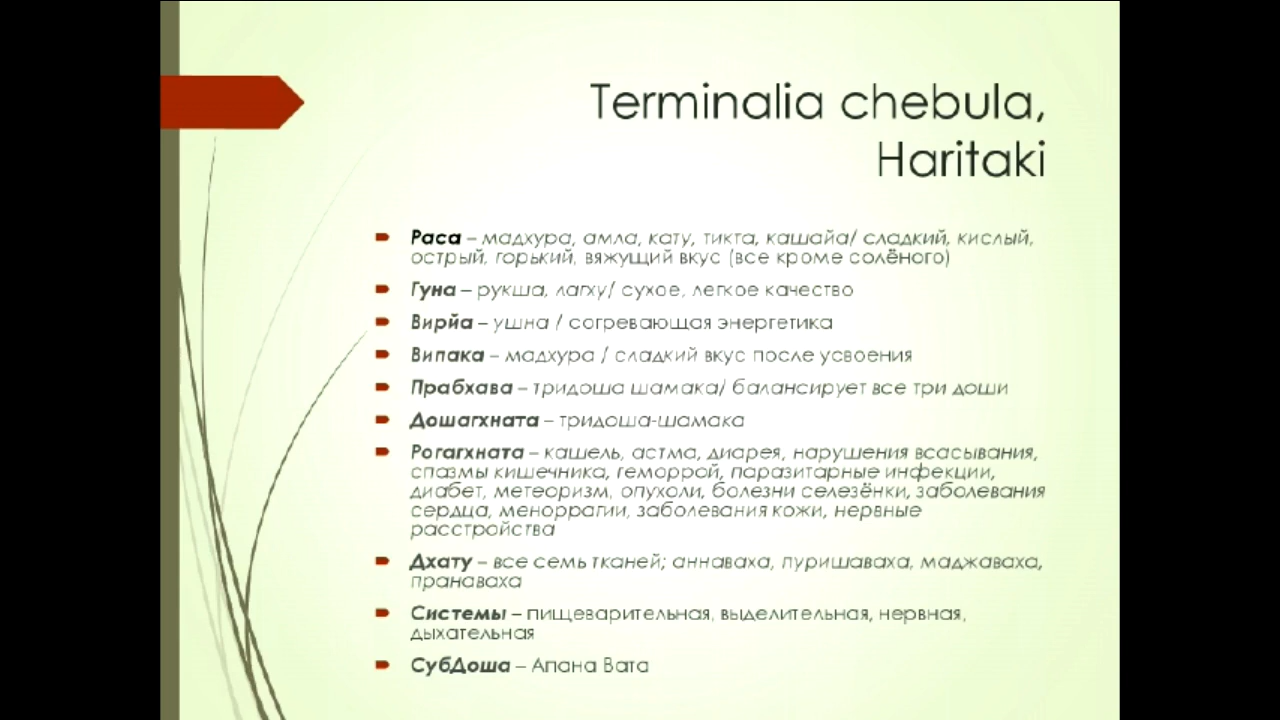 Terminalia chebula,
Haritaki
Раса – мадхура, амла, кату, тикта, кашайа/ сладкий, кислый,
острый, горький, вяжущий вкус (все кроме солёного)
Гуна – рукша, лагху/ сухое, легкое качество
Вирйа – ушна / согревающая энергетика
Випака – мадхура / сладкий вкус после усвоения
Прабхава – тридоша шамака/ балансирует все три доши
Дошагхната – тридоша-шамака
Рогагхната – кашель, астма, диарея, нарушения всасывания,
спазмы кишечника, геморрой, паразитарные инфекции,
диабет, метеоризм, опухоли, болезни селезёнки, заболевания
сердца, меноррагии, заболевания кожи, нервные
расстройства
Дхату – все семь тканей; аннаваха, пуришаваха, маджаваха,
пранаваха
Системы – пищеварительная, выделительная, нервная,
дыхательная
СубДоша – Апана Вата